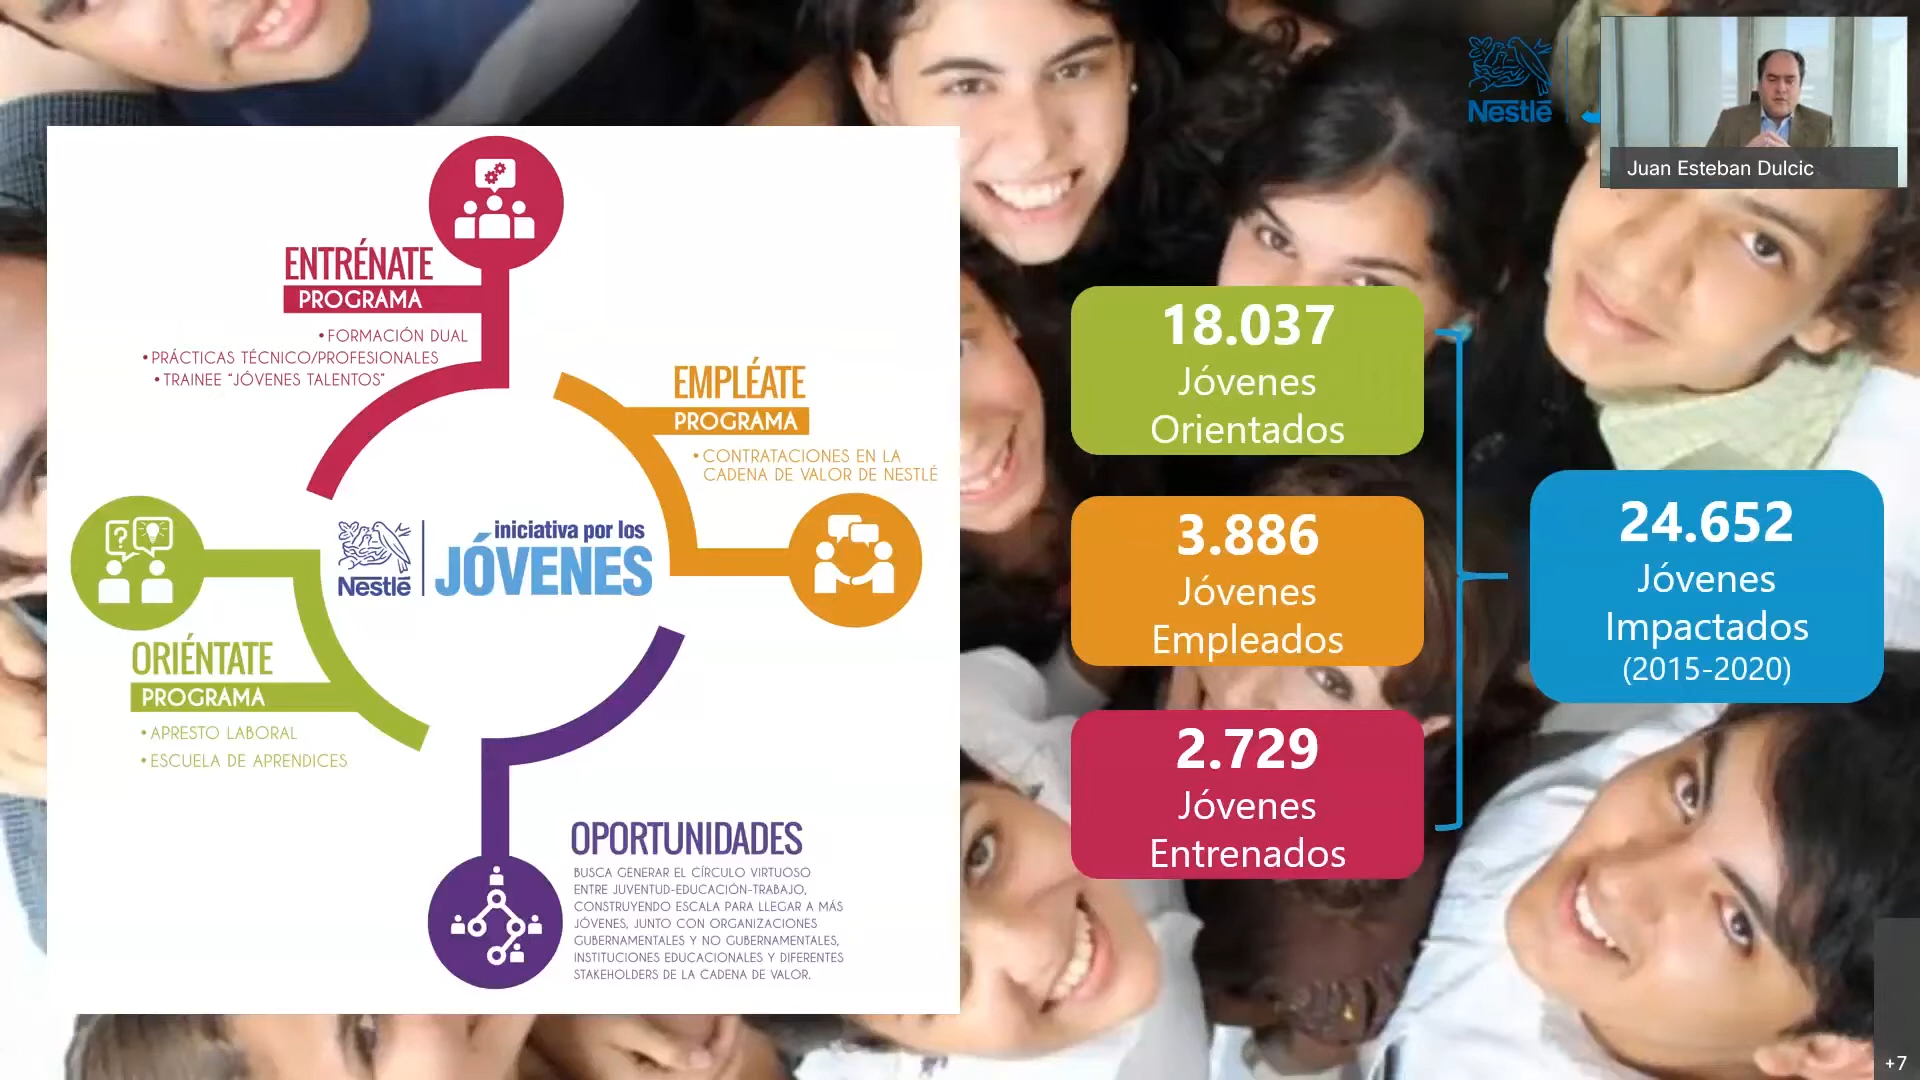 ENTRÉNATE
PROGRAMA
• FORMACIÓN DUAL
• PRÁCTICAS TÉCNICO/PROFESIONALES
• TRAINEE "JÓVENES TALENTOS"
EMPLÉATE
PROGRAMA
• CONTRATACIONES EN LA
CADENA DE VALOR DE NESTLÉ
Nestlé
iniciativa por los
JÓVENES
ORIÉNTATE
PROGRAMA
• APRESTO LABORAL
• ESCUELA DE APRENDICES
OPORTUNIDADES
BUSCA GENERAR EL CÍRCULO VIRTUOSO
ENTRE JUVENTUD-EDUCACIÓN-TRABAJO,
CONSTRUYENDO ESCALA PARA LLEGAR A MÁS
JÓVENES, JUNTO CON ORGANIZACIONES
GUBERNAMENTALES Y NO GUBERNAMENTALES,
INSTITUCIONES EDUCACIONALES Y DIFERENTES
STAKEHOLDERS DE LA CADENA DE VALOR.
18.037
Jóvenes
Orientados
3.886
Jóvenes
Empleados
2.729
Jóvenes
Entrenados
24.652
Jóvenes
Impactados
(2015-2020)
Nestlé
Juan Esteban Dulcic
+7